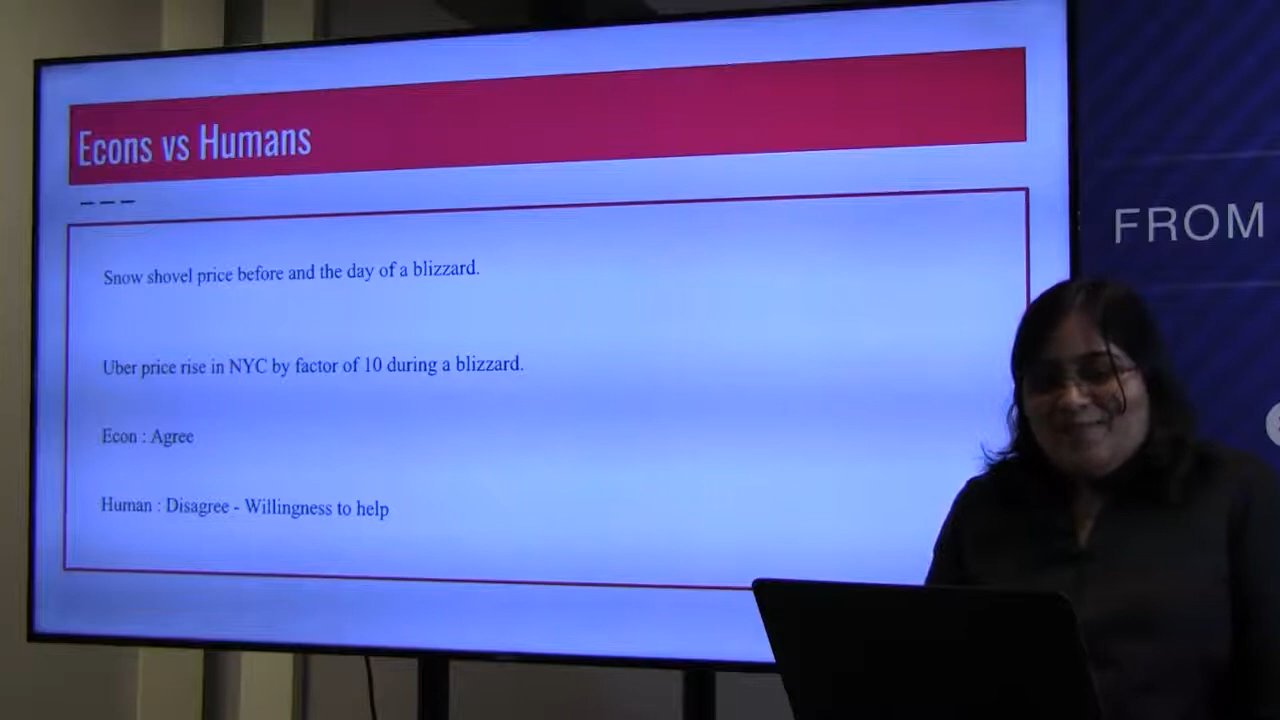 Econs vs Humans
Snow shovel price before and the day of a blizzard.
Uber price rise in NYC by factor of 10 during a blizzard.
Econ : Agree
Human : Disagree - Willingness to help
FROM